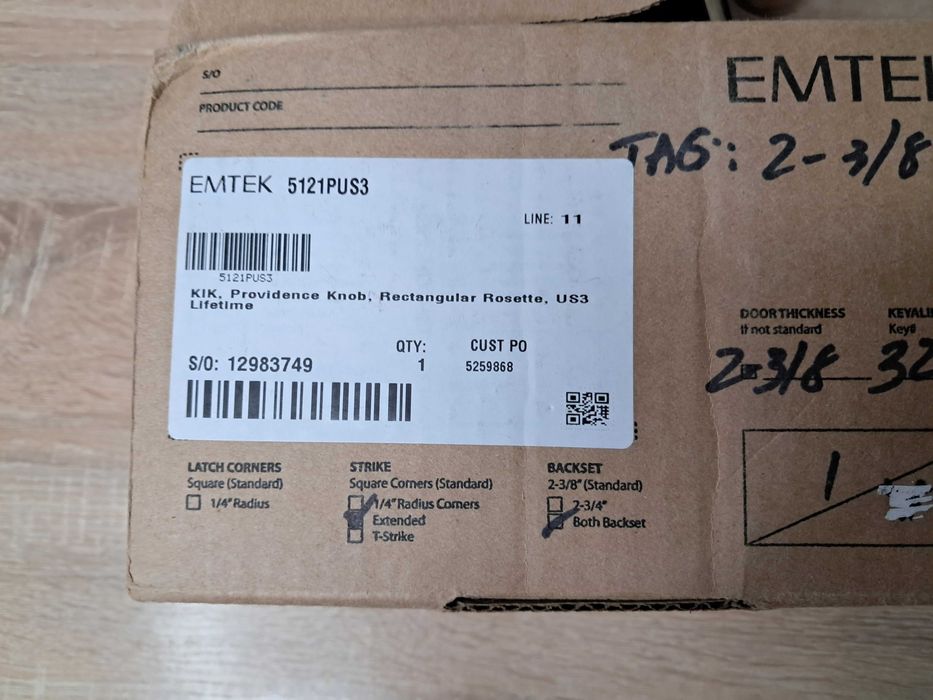 S/O
PRODUCT CODE
EMTEK
TAG: 2-3/8
EMTEK 5121PUS3
LINE: 11
5121PUS3
KIK, Providence Knob, Rectangular Rosette, US3
Lifetime
QTY: CUST PO
S/O: 12983749 1 5259868
DOOR THICKNESS
If not standard
2-3/8
Key#
32
LATCH CORNERS
Square (Standard)
1/4" Radius
STRIKE
Square Corners (Standard)
1/4" Radius Corners
Extended
T-Strike
BACKSET
2-3/8" (Standard)
2-3/4"
Both Backset
1